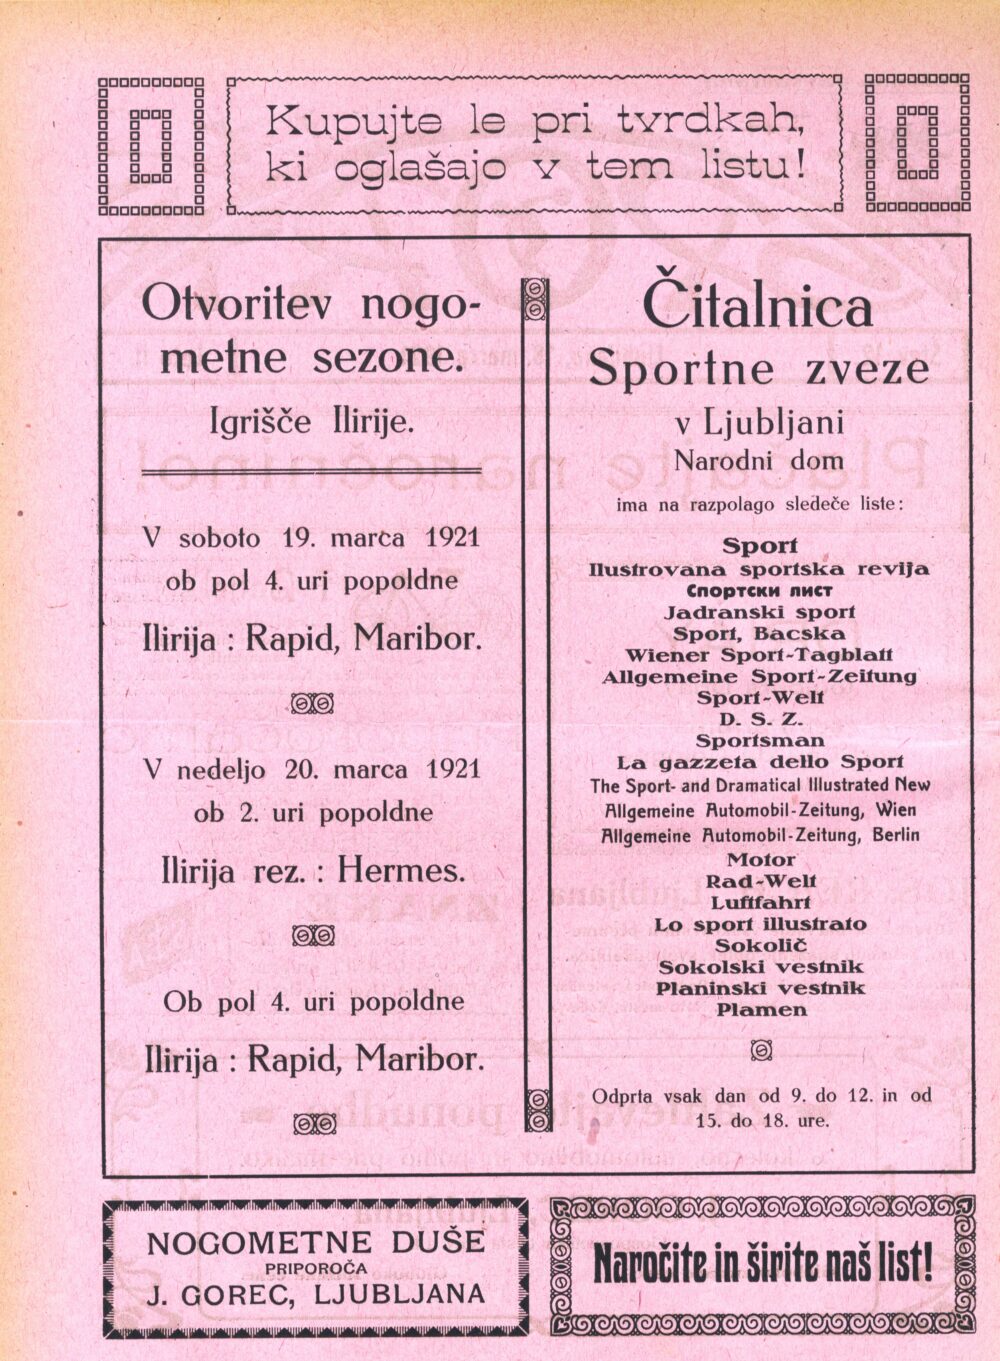 Kupujte le pri tvrdkah,
ki oglašajo v tem listu!
Otvoritev nogo-
metne sezone.
Igrišče Ilirije.
V soboto 19. marca 1921
ob pol 4. uri popoldne
Ilirija : Rapid, Maribor.
V nedeljo 20. marca 1921
ob 2. uri popoldne
Ilirija rez. : Hermes.
Ob pol 4. uri popoldne
Ilirija : Rapid, Maribor.
Čitalnica
Sportne zveze
v Ljubljani
Narodni dom
ima na razpolago sledeče liste:
Sport
Ilustrovana sportska revija
Спортски лист
Jadranski sport
Sport, Bacska
Wiener Sport-Tagblatt
Allgemeine Sport-Zeitung
Sport-Welt
D. S. Z.
Sportsman
La gazzeta dello Sport
The Sport- and Dramatical Illustrated New
Allgemeine Automobil-Zeitung, Wien
Allgemeine Automobil-Zeitung, Berlin
Motor
Rad-Welt
Luftfahrt
Lo sport illustrato
Sokolič
Sokolski vestnik
Planinski vestnik
Plamen
Odprta vsak dan od 9. do 12. in od
15. do 18. ure.
NOGOMETNE DUŠE
PRIPOROČA
J. GOREC, LJUBLJANA
Naročite in širite naš list!